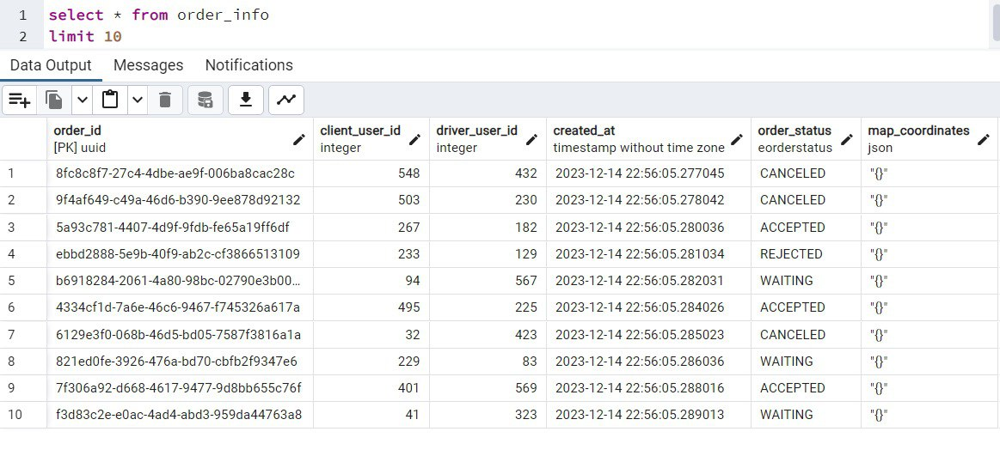 1 select * from order_info
2 limit 10
Data Output Messages Notifications
order_id client_user_id driver_user_id created_at order_status map_coordinates
[PK] uuid integer integer timestamp without time zone eorderstatus json
1 8fc8c8f7-27c4-4dbe-ae9f-006ba8cac28c 548 432 2023-12-14 22:56:05.277045 CANCELED "{}"
2 9f4af649-c49a-46d6-b390-9ee878d92132 503 230 2023-12-14 22:56:05.278042 CANCELED "{}"
3 5a93c781-4407-4d9f-9fdb-fe65a19ff6df 267 182 2023-12-14 22:56:05.280036 ACCEPTED "{}"
4 ebbd2888-5e9b-40f9-ab2c-cf3866513109 233 129 2023-12-14 22:56:05.281034 REJECTED "{}"
5 b6918284-2061-4a80-98bc-02790e3b00... 94 567 2023-12-14 22:56:05.282031 WAITING "{}"
6 4334cf1d-7a6e-46c6-9467-f745326a617a 495 225 2023-12-14 22:56:05.284026 ACCEPTED "{}"
7 6129e3f0-068b-46d5-bd05-7587f3816a1a 32 423 2023-12-14 22:56:05.285023 CANCELED "{}"
8 821ed0fe-3926-476a-bd70-cbfb2f9347e6 229 83 2023-12-14 22:56:05.286036 WAITING "{}"
9 7f306a92-d668-4617-9477-9d8bb655c76f 401 569 2023-12-14 22:56:05.288016 ACCEPTED "{}"
10 f3d83c2e-e0ac-4ad4-abd3-959da44763a8 41 323 2023-12-14 22:56:05.289013 WAITING "{}"